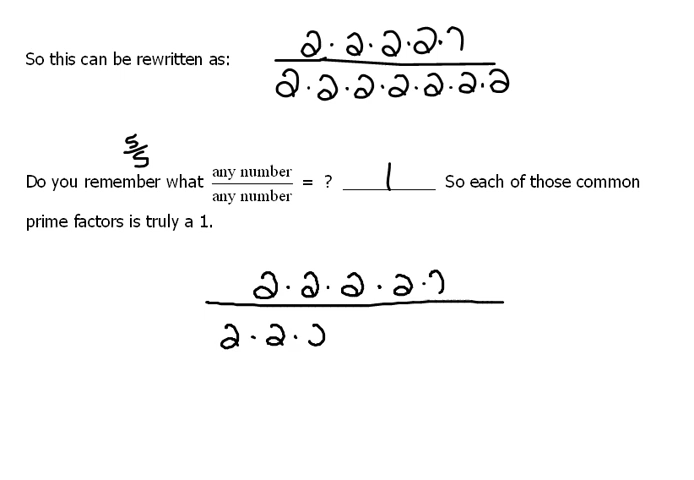 So this can be rewritten as:
2·2·2·2·7
2·2·2·2·2·2·2
5/5
Do you remember what any number/any number = ? 1 So each of those common
prime factors is truly a 1.
2·2·2·2·7
2·2·